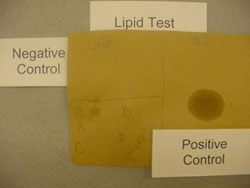 Lipid Test
Negative
Control
A
D
B
E
C
Positive
Control